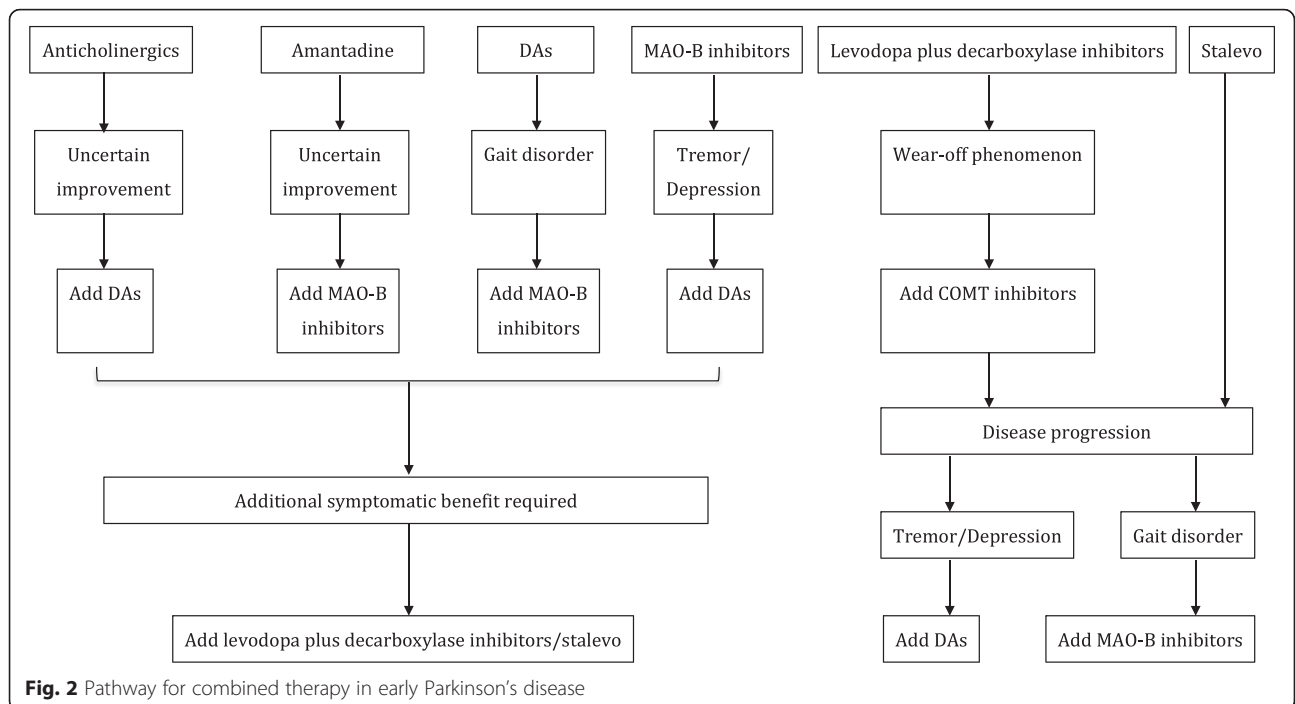 Anticholinergics
Amantadine
DAs
MAO-B inhibitors
Levodopa plus decarboxylase inhibitors
Stalevo
Uncertain
improvement
Uncertain
improvement
Gait disorder
Tremor/
Depression
Wear-off phenomenon
Add DAs
Add MAO-B
inhibitors
Add MAO-B
inhibitors
Add DAs
Add COMT inhibitors
Disease progression
Additional symptomatic benefit required
Tremor/Depression
Gait disorder
Add levodopa plus decarboxylase inhibitors/stalevo
Add DAs
Add MAO-B inhibitors
Fig. 2 Pathway for combined therapy in early Parkinson's disease